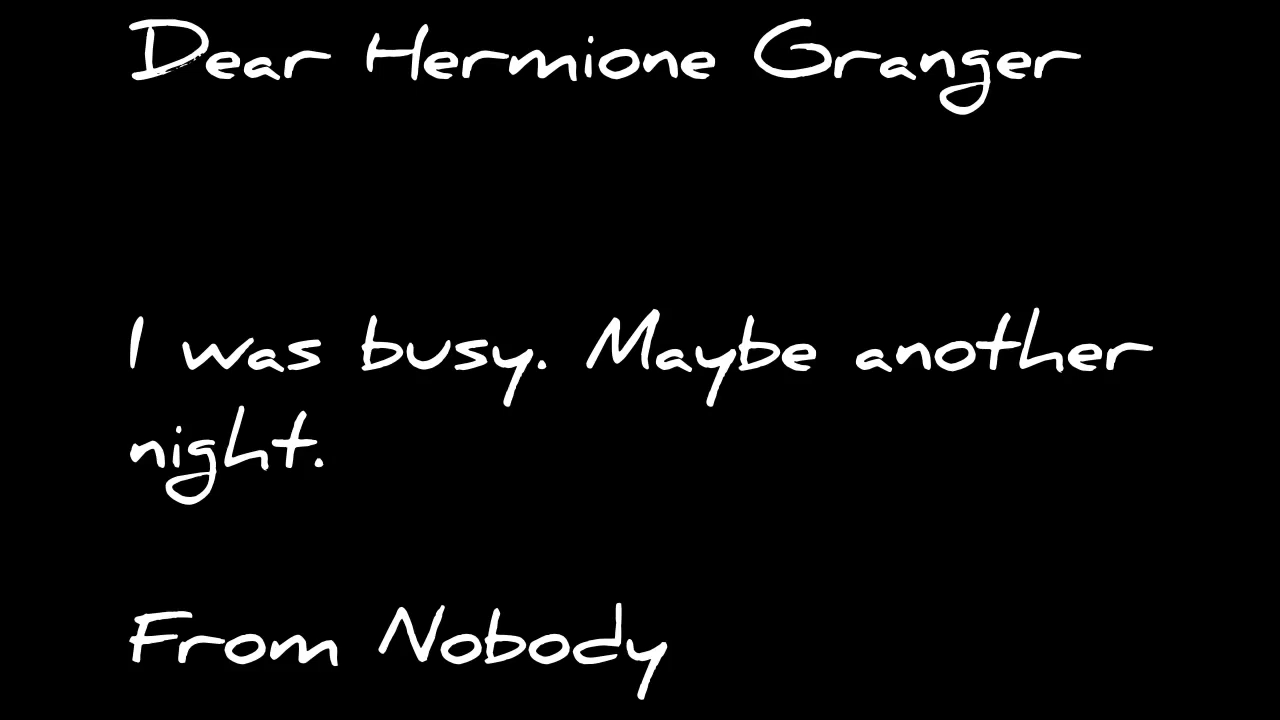 Dear Hermione Granger
I was busy. Maybe another
night.
From Nobody